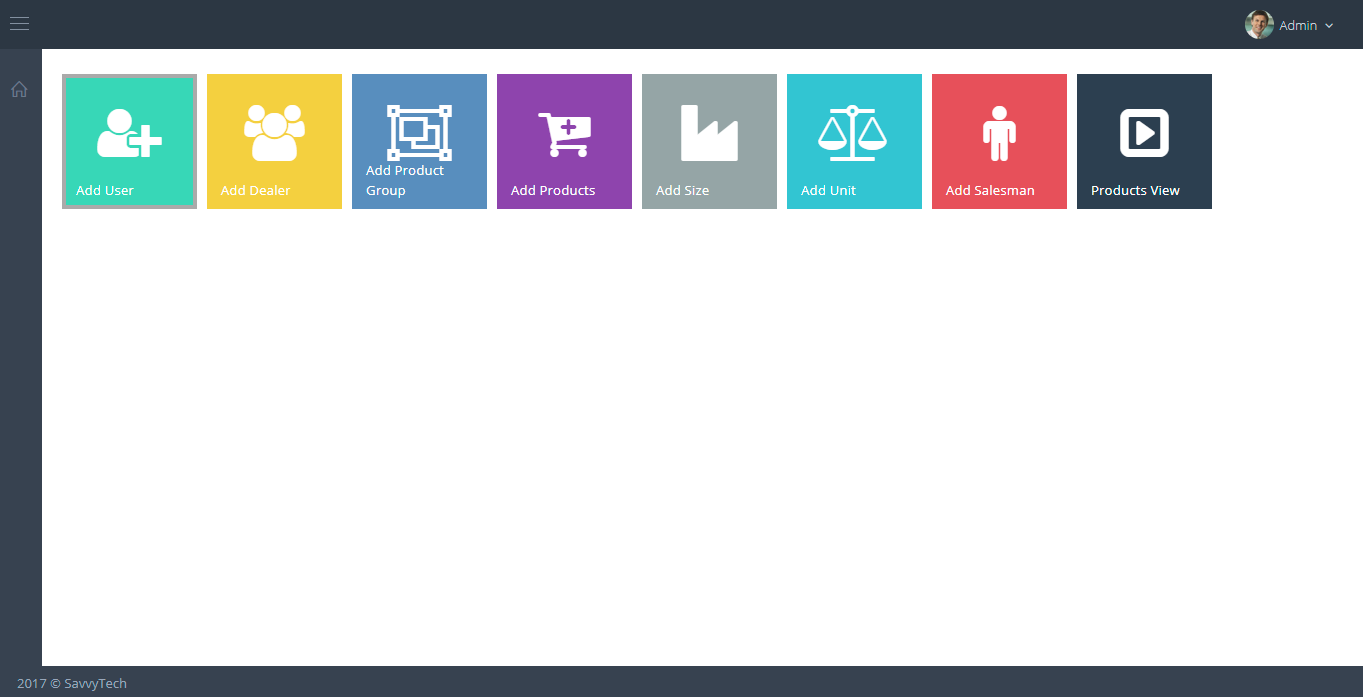 Admin
Add User
Add Dealer
Add Product
Group
Add Products
Add Size
Add Unit
Add Salesman
Products View
2017 © SavvyTech